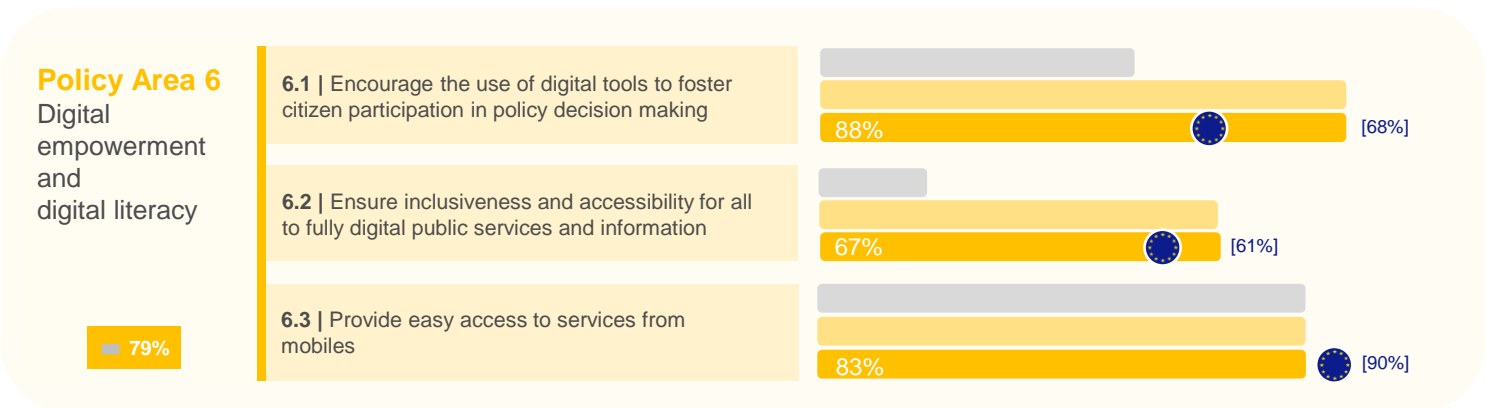 Policy Area 6
Digital
empowerment
and
digital literacy
79%
6.1 | Encourage the use of digital tools to foster
citizen participation in policy decision making
88%
[68%]
6.2 | Ensure inclusiveness and accessibility for all
to fully digital public services and information
67%
[61%]
6.3 | Provide easy access to services from
mobiles
83%
[90%]